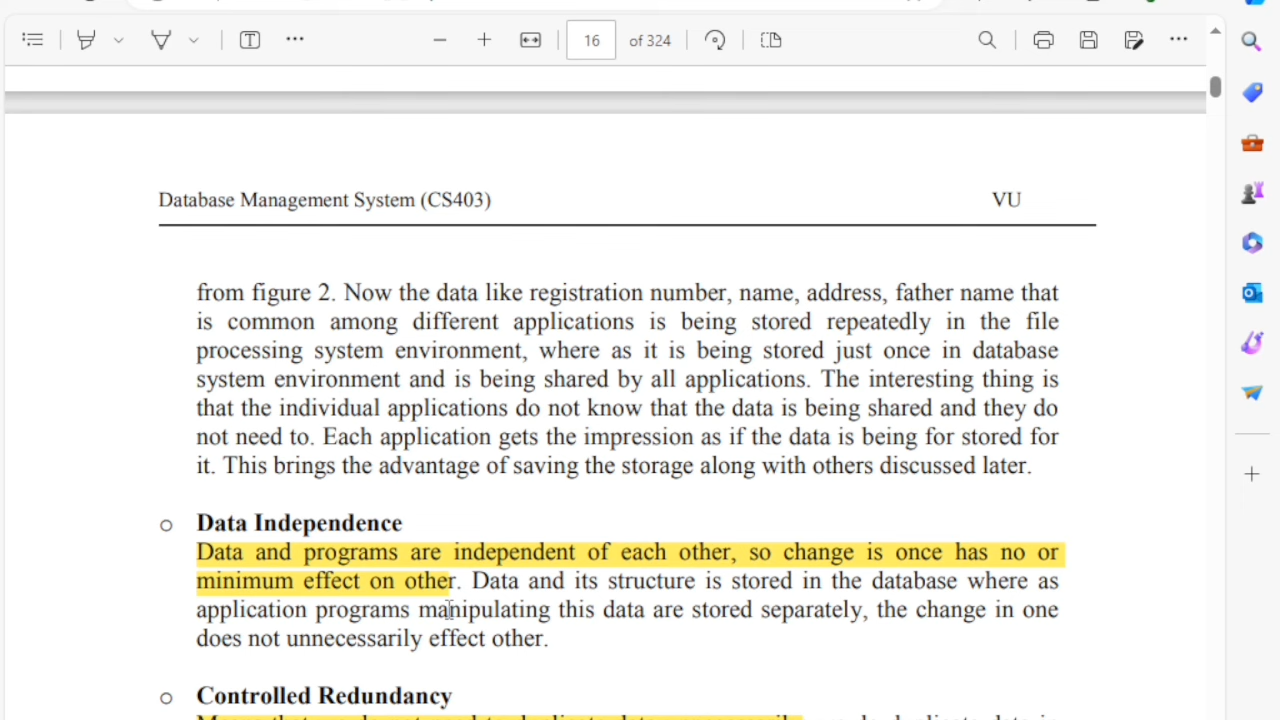 16 of 324
Database Management System (CS403) VU
from figure 2. Now the data like registration number, name, address, father name that
is common among different applications is being stored repeatedly in the file
processing system environment, where as it is being stored just once in database
system environment and is being shared by all applications. The interesting thing is
that the individual applications do not know that the data is being shared and they do
not need to. Each application gets the impression as if the data is being for stored for
it. This brings the advantage of saving the storage along with others discussed later.
Data Independence
Data and programs are independent of each other, so change is once has no or
minimum effect on other. Data and its structure is stored in the database where as
application programs manipulating this data are stored separately, the change in one
does not unnecessarily effect other.
Controlled Redundancy